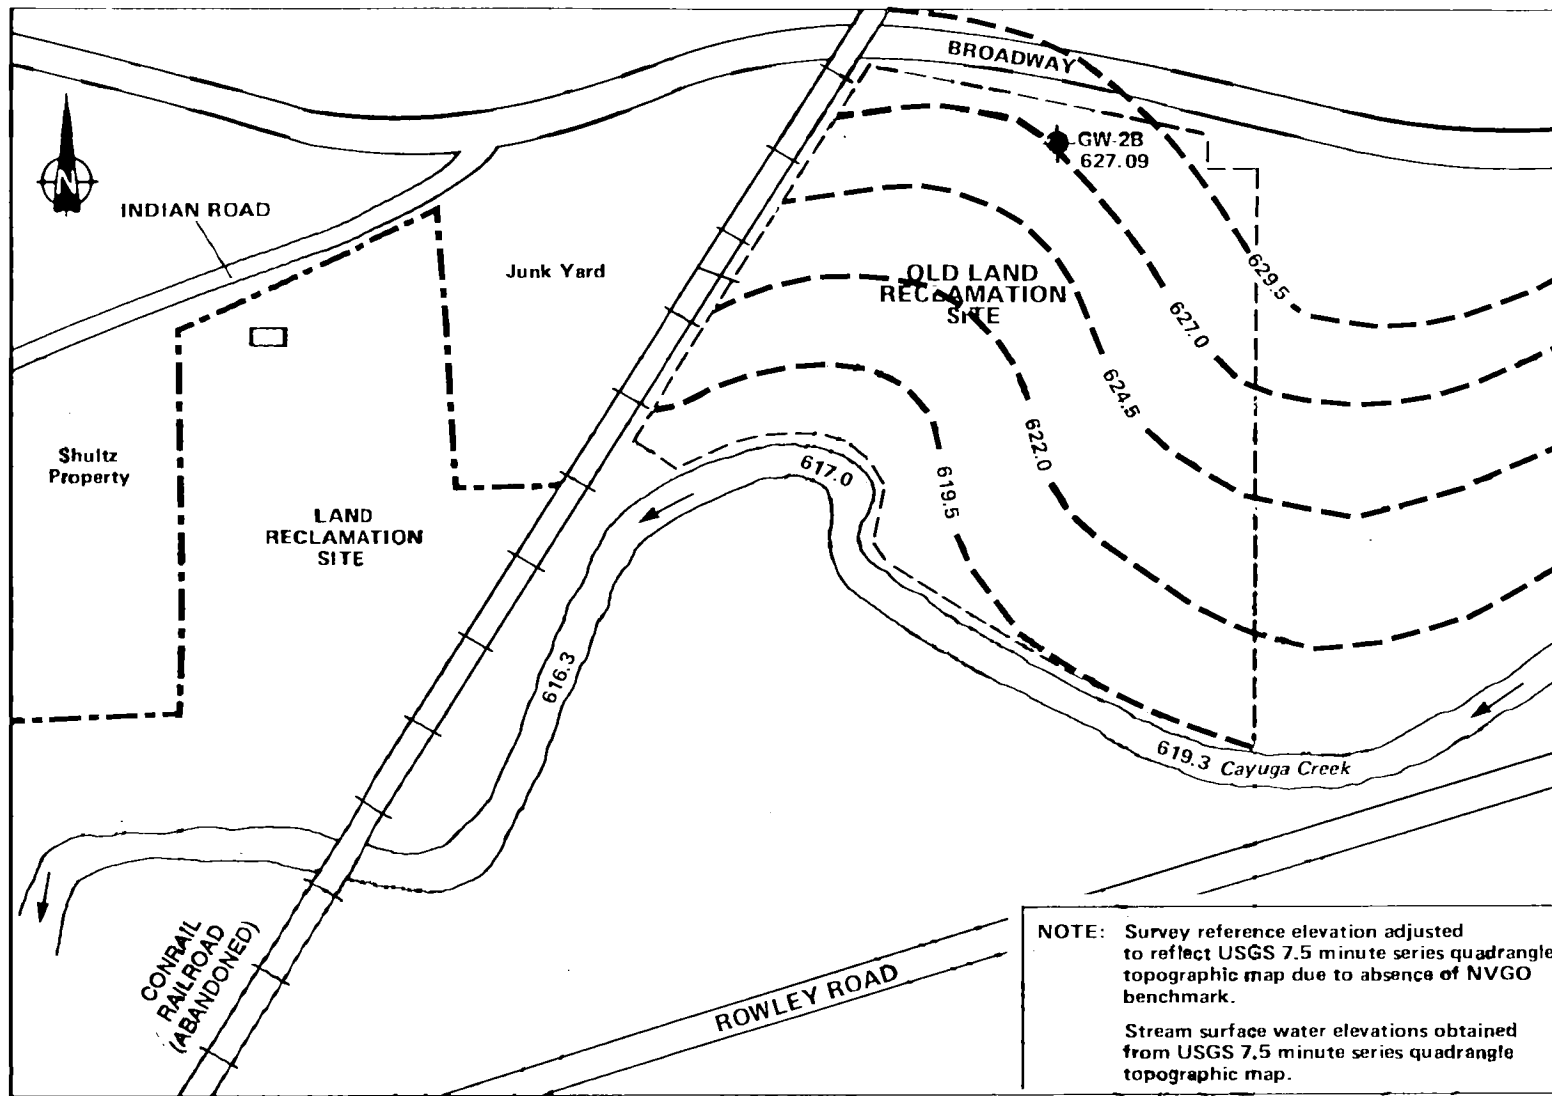 BROADWAY
GW-2B
627.09
N
INDIAN ROAD
Junk Yard
OLD LAND
RECLAMATION
SITE
629.5
627.0
624.5
622.0
619.5
617.0
Shultz
Property
LAND
RECLAMATION
SITE
616.3
619.3 Cayuga Creek
CONRAIL
RAILROAD
(ABANDONED)
ROWLEY ROAD
NOTE: Survey reference elevation adjusted
to reflect USGS 7.5 minute series quadrangle
topographic map due to absence of NVGO
benchmark.
Stream surface water elevations obtained
from USGS 7.5 minute series quadrangle
topographic map.